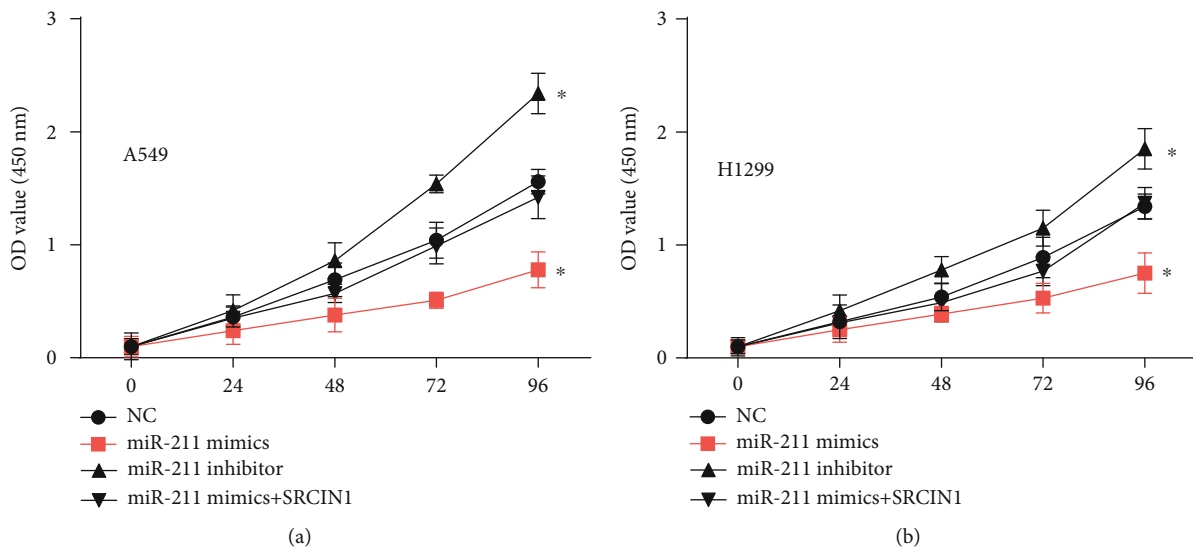 3
2
1
0
OD value (450 nm)
A549
*
*
0 24 48 72 96
NC
miR-211 mimics
miR-211 inhibitor
miR-211 mimics+SRCIN1
(a)
3
2
1
0
OD value (450 nm)
H1299
*
*
0 24 48 72 96
NC
miR-211 mimics
miR-211 inhibitor
miR-211 mimics+SRCIN1
(b)